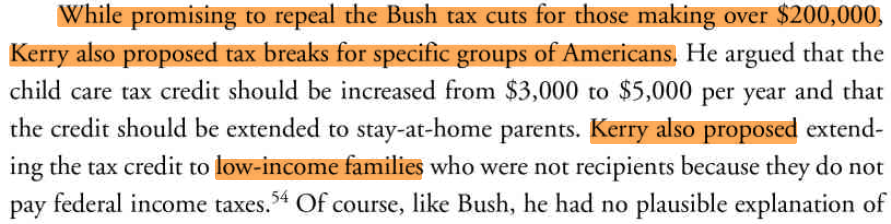 While promising to repeal the Bush tax cuts for those making over $200,000,
Kerry also proposed tax breaks for specific groups of Americans. He argued that the
child care tax credit should be increased from $3,000 to $5,000 per year and that
the credit should be extended to stay-at-home parents. Kerry also proposed extend-
ing the tax credit to low-income families who were not recipients because they do not
pay federal income taxes.54 Of course, like Bush, he had no plausible explanation of